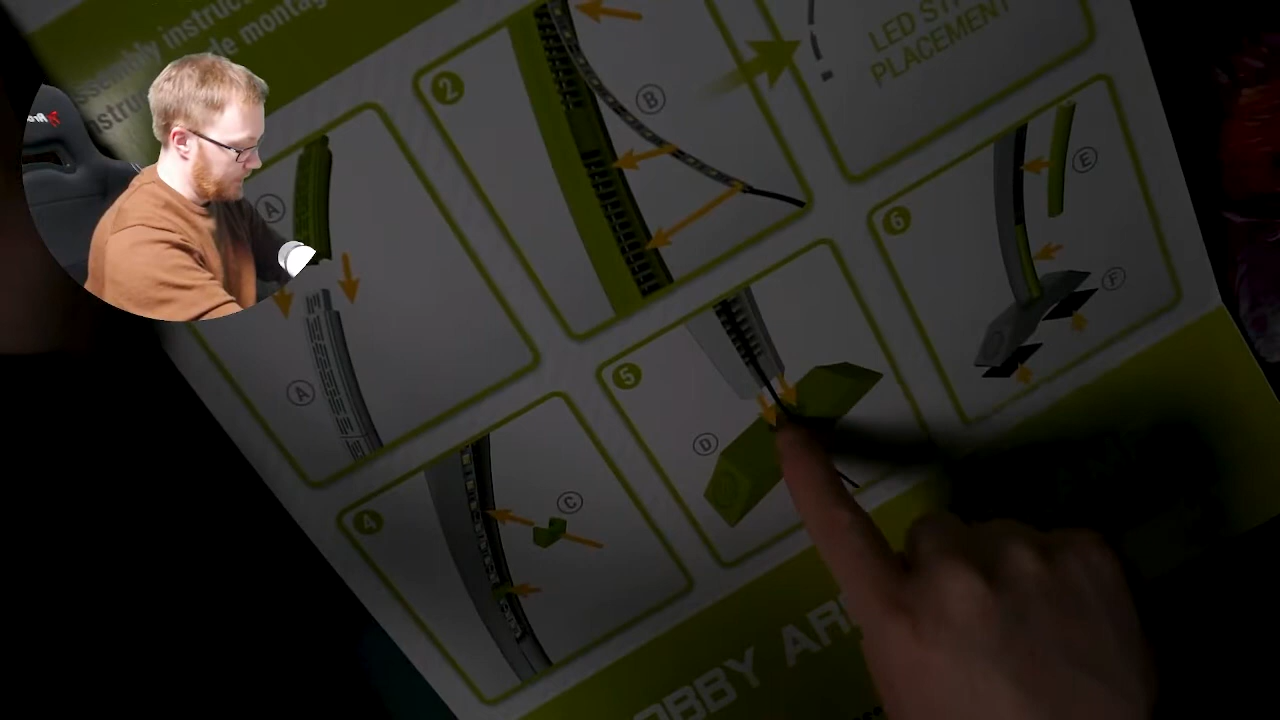 assembly instruc
instru de montag
2
B
LED ST
PLACEMENT
A
A
6
E
F
5
D
4
C
OBBY AR